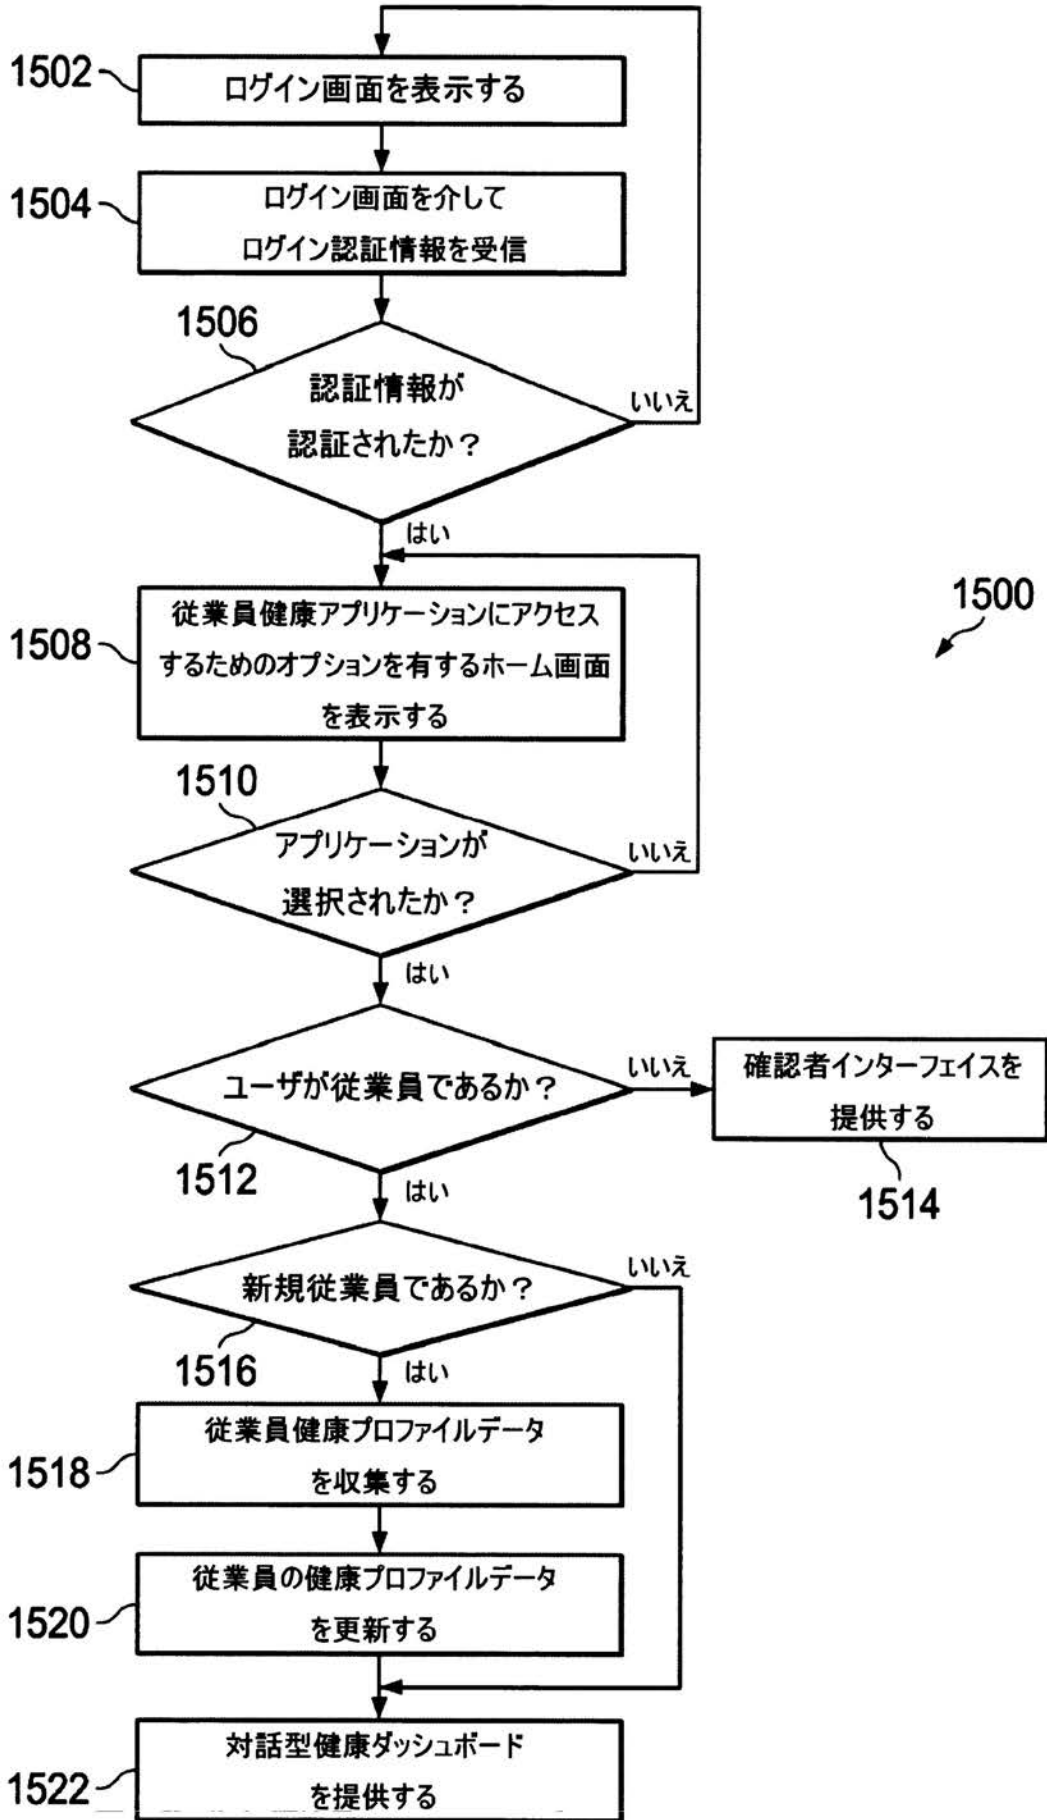 1502
ログイン画面を表示する
1504
ログイン画面を介して
ログイン認証情報を受信
1506
認証情報が
認証されたか？
いいえ
はい
1500
1508
従業員健康アプリケーションにアクセス
するためのオプションを有するホーム画面
を表示する
1510
アプリケーションが
選択されたか？
いいえ
はい
ユーザが従業員であるか？
いいえ
確認者インターフェイスを
提供する
1512
はい
1514
新規従業員であるか？
いいえ
1516
はい
1518
従業員健康プロファイルデータ
を収集する
1520
従業員の健康プロファイルデータ
を更新する
1522
対話型健康ダッシュボード
を提供する